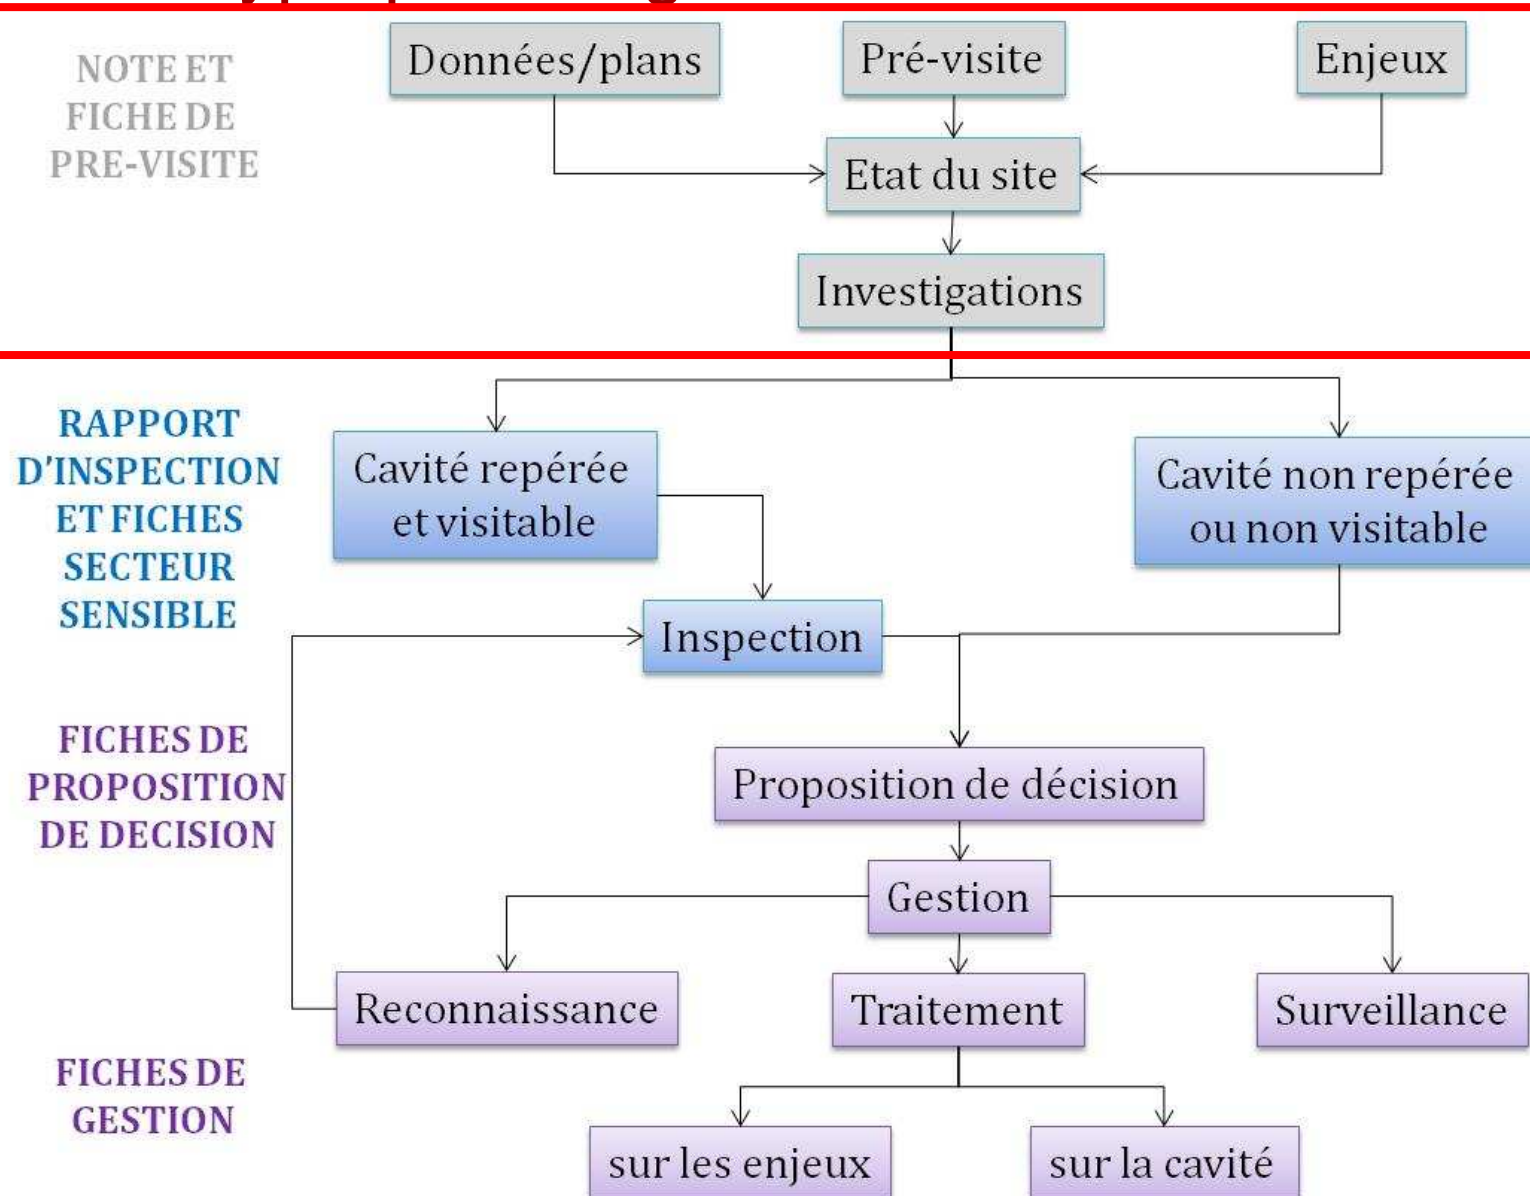 NOTE ET
FICHE DE
PRE-VISITE
Données/plans
Pré-visite
Enjeux
Etat du site
Investigations
RAPPORT
D'INSPECTION
ET FICHES
SECTEUR
SENSIBLE
Cavité repérée
et visitable
Cavité non repérée
ou non visitable
Inspection
FICHES DE
PROPOSITION
DE DECISION
Proposition de décision
Gestion
Reconnaissance
Traitement
Surveillance
FICHES DE
GESTION
sur les enjeux
sur la cavité